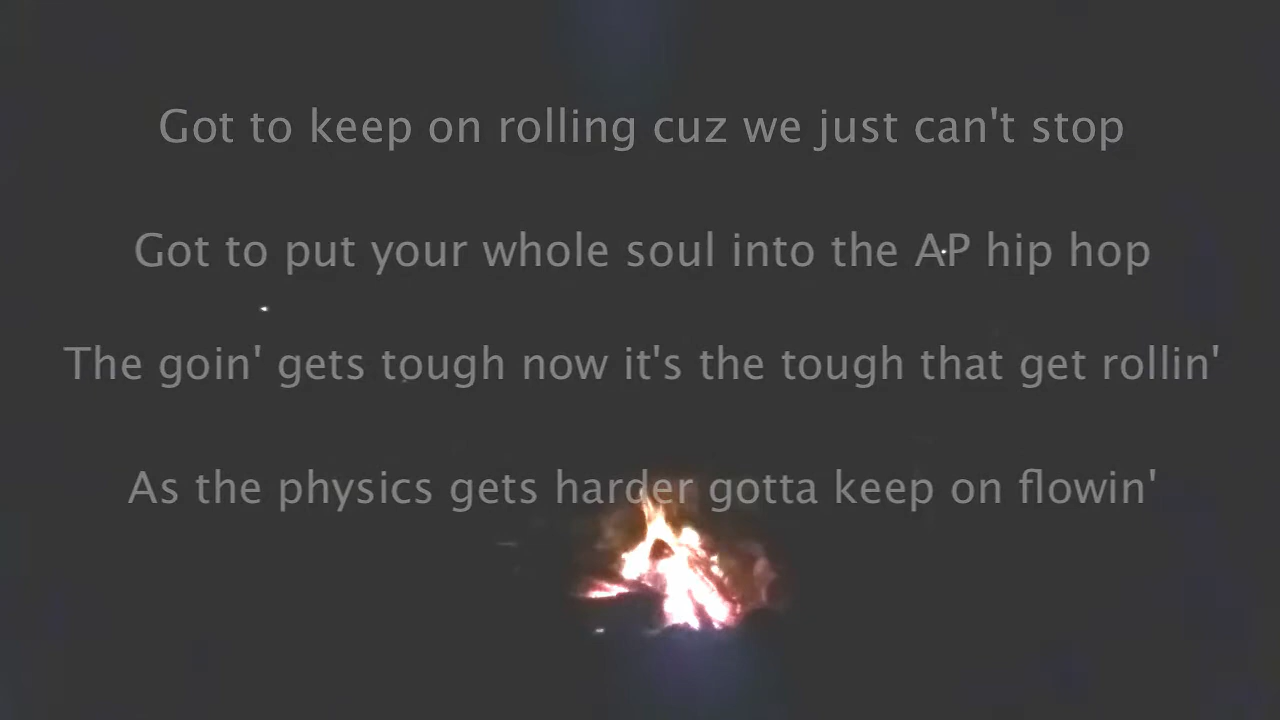 Got to keep on rolling cuz we just can't stop
Got to put your whole soul into the AP hip hop
The goin' gets tough now it's the tough that get rollin'
As the physics gets harder gotta keep on flowin'